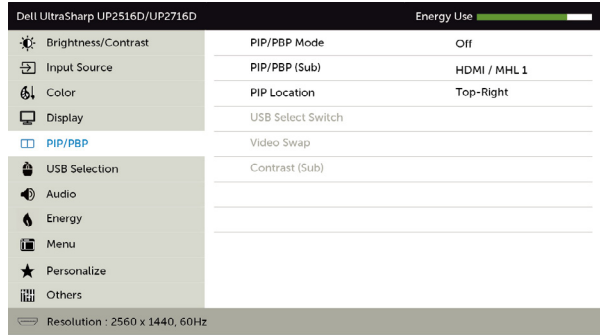 Dell UltraSharp UP2516D/UP2716D Energy Use
Brightness/Contrast PIP/PBP Mode Off
Input Source PIP/PBP (Sub) HDMI / MHL 1
Color PIP Location Top-Right
Display USB Select Switch
PIP/PBP Video Swap
USB Selection Contrast (Sub)
Audio
Energy
Menu
Personalize
Others
Resolution : 2560 x 1440, 60Hz